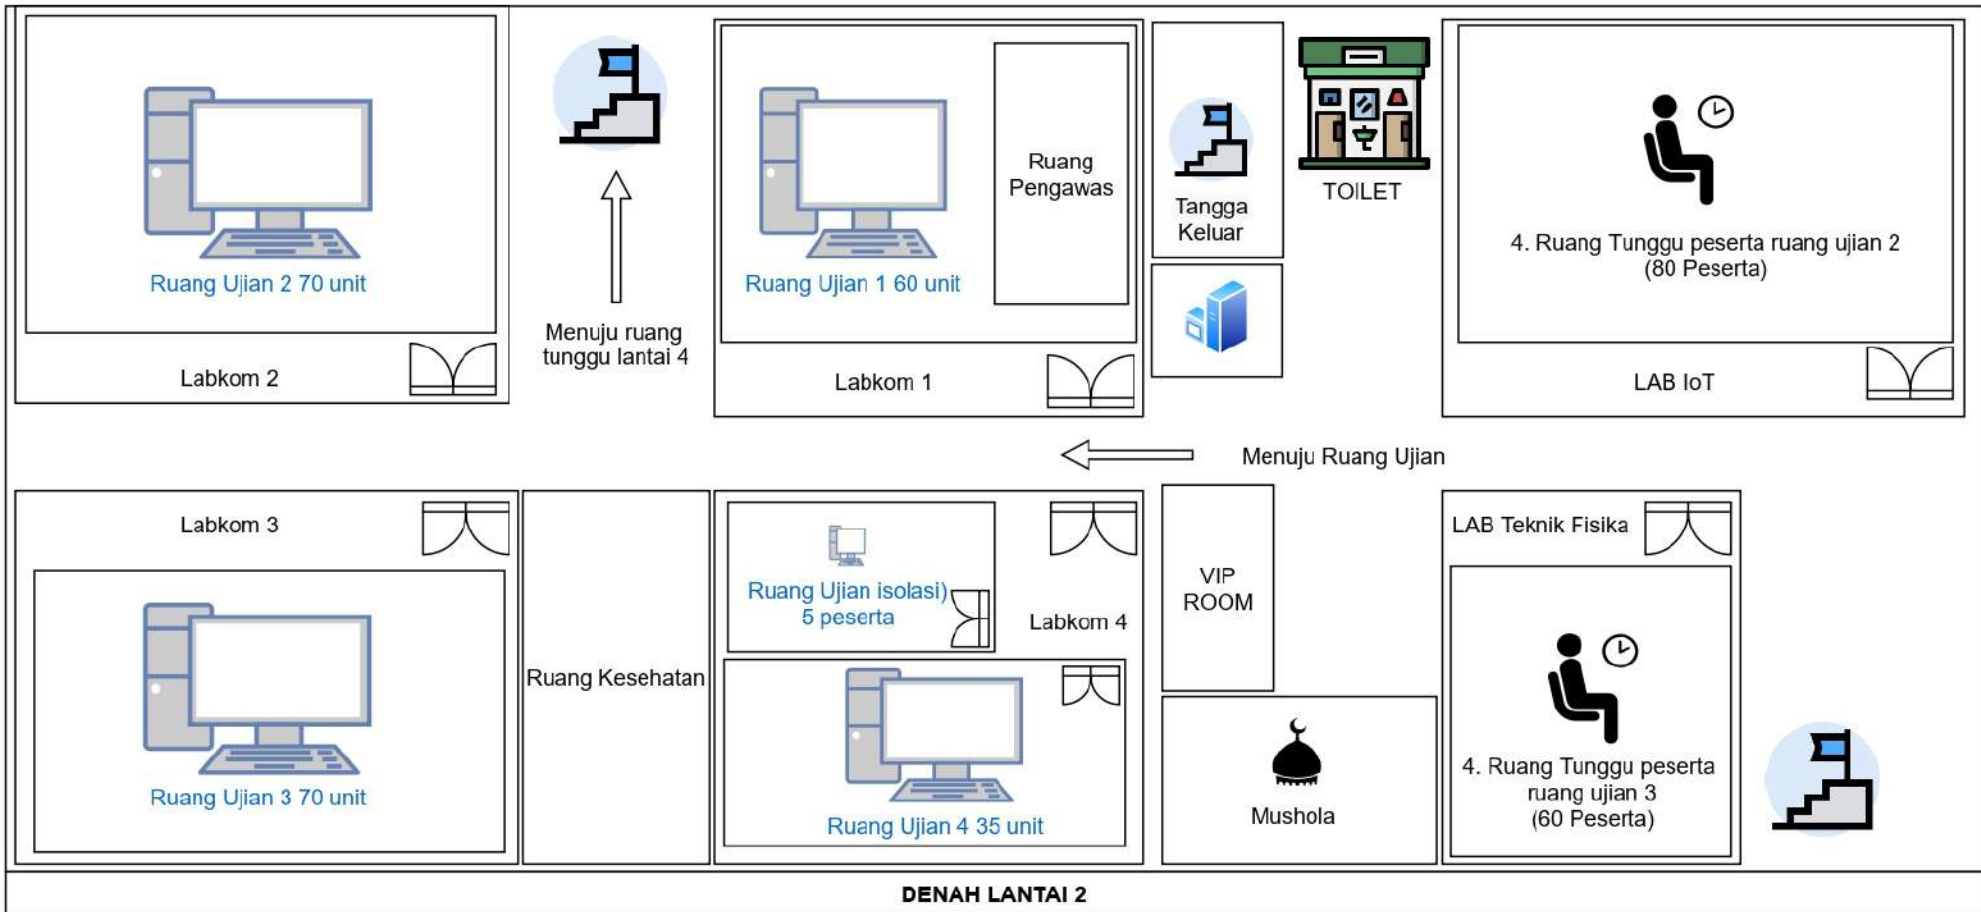 Ruang Ujian 2 70 unit
Labkom 2
Menuju ruang
tunggu lantai 4
Ruang Ujian 1 60 unit
Ruang
Pengawas
Labkom 1
Tangga
Keluar
TOILET
4. Ruang Tunggu peserta ruang ujian 2
(80 Peserta)
LAB IoT
Menuju Ruang Ujian
Labkom 3
Ruang Ujian 3 70 unit
Ruang Kesehatan
Ruang Ujian isolasi)
5 peserta
Labkom 4
Ruang Ujian 4 35 unit
VIP
ROOM
Mushola
LAB Teknik Fisika
4. Ruang Tunggu peserta
ruang ujian 3
(60 Peserta)
DENAH LANTAI 2